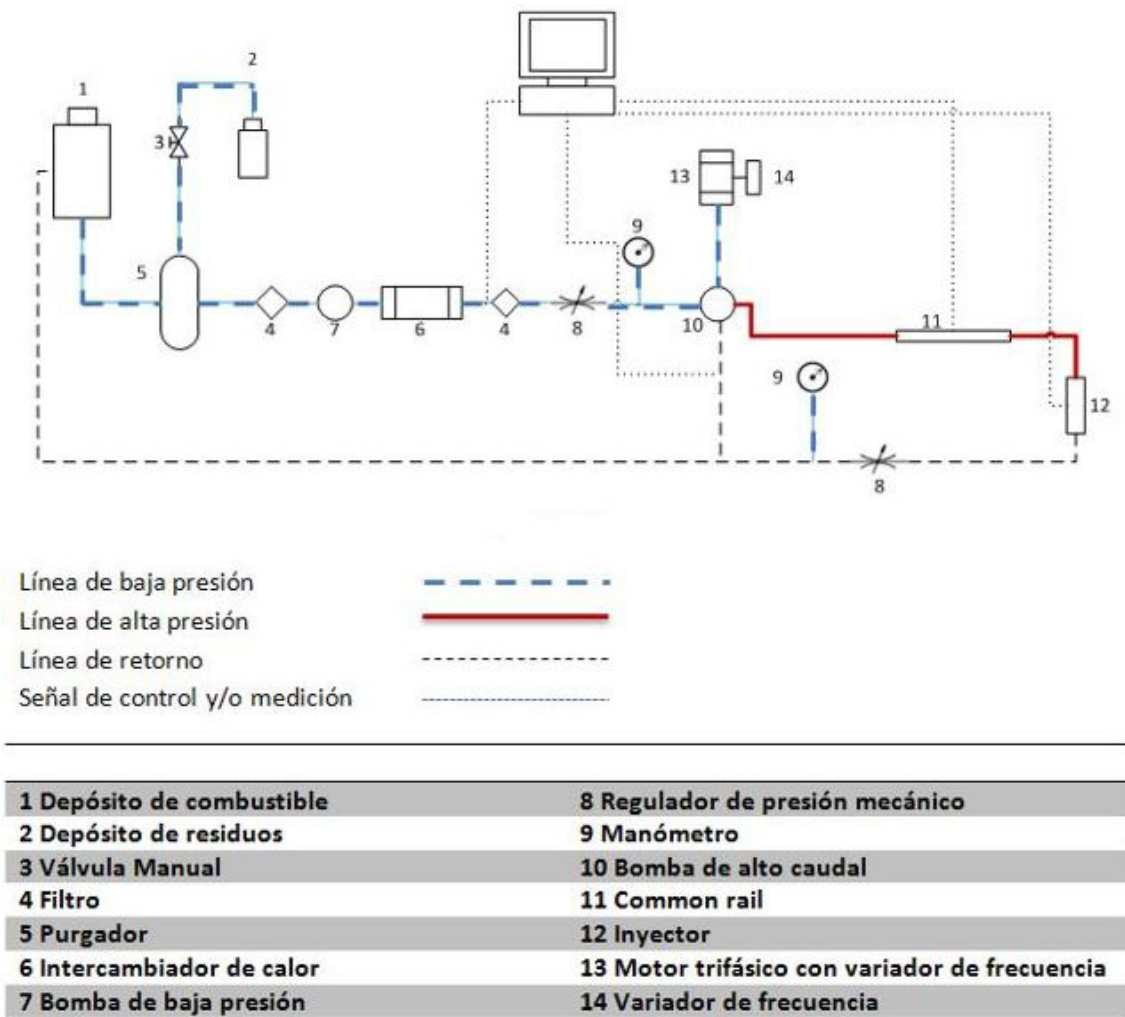 2
1
3
13
14
9
5
10
11
4
7
6
4
8
9
12
8
Línea de baja presión
Línea de alta presión
Línea de retorno
Señal de control y/o medición
1 Depósito de combustible
8 Regulador de presión mecánico
2 Depósito de residuos
9 Manómetro
3 Válvula Manual
10 Bomba de alto caudal
4 Filtro
11 Common rail
5 Purgador
12 Inyector
6 Intercambiador de calor
13 Motor trifásico con variador de frecuencia
7 Bomba de baja presión
14 Variador de frecuencia